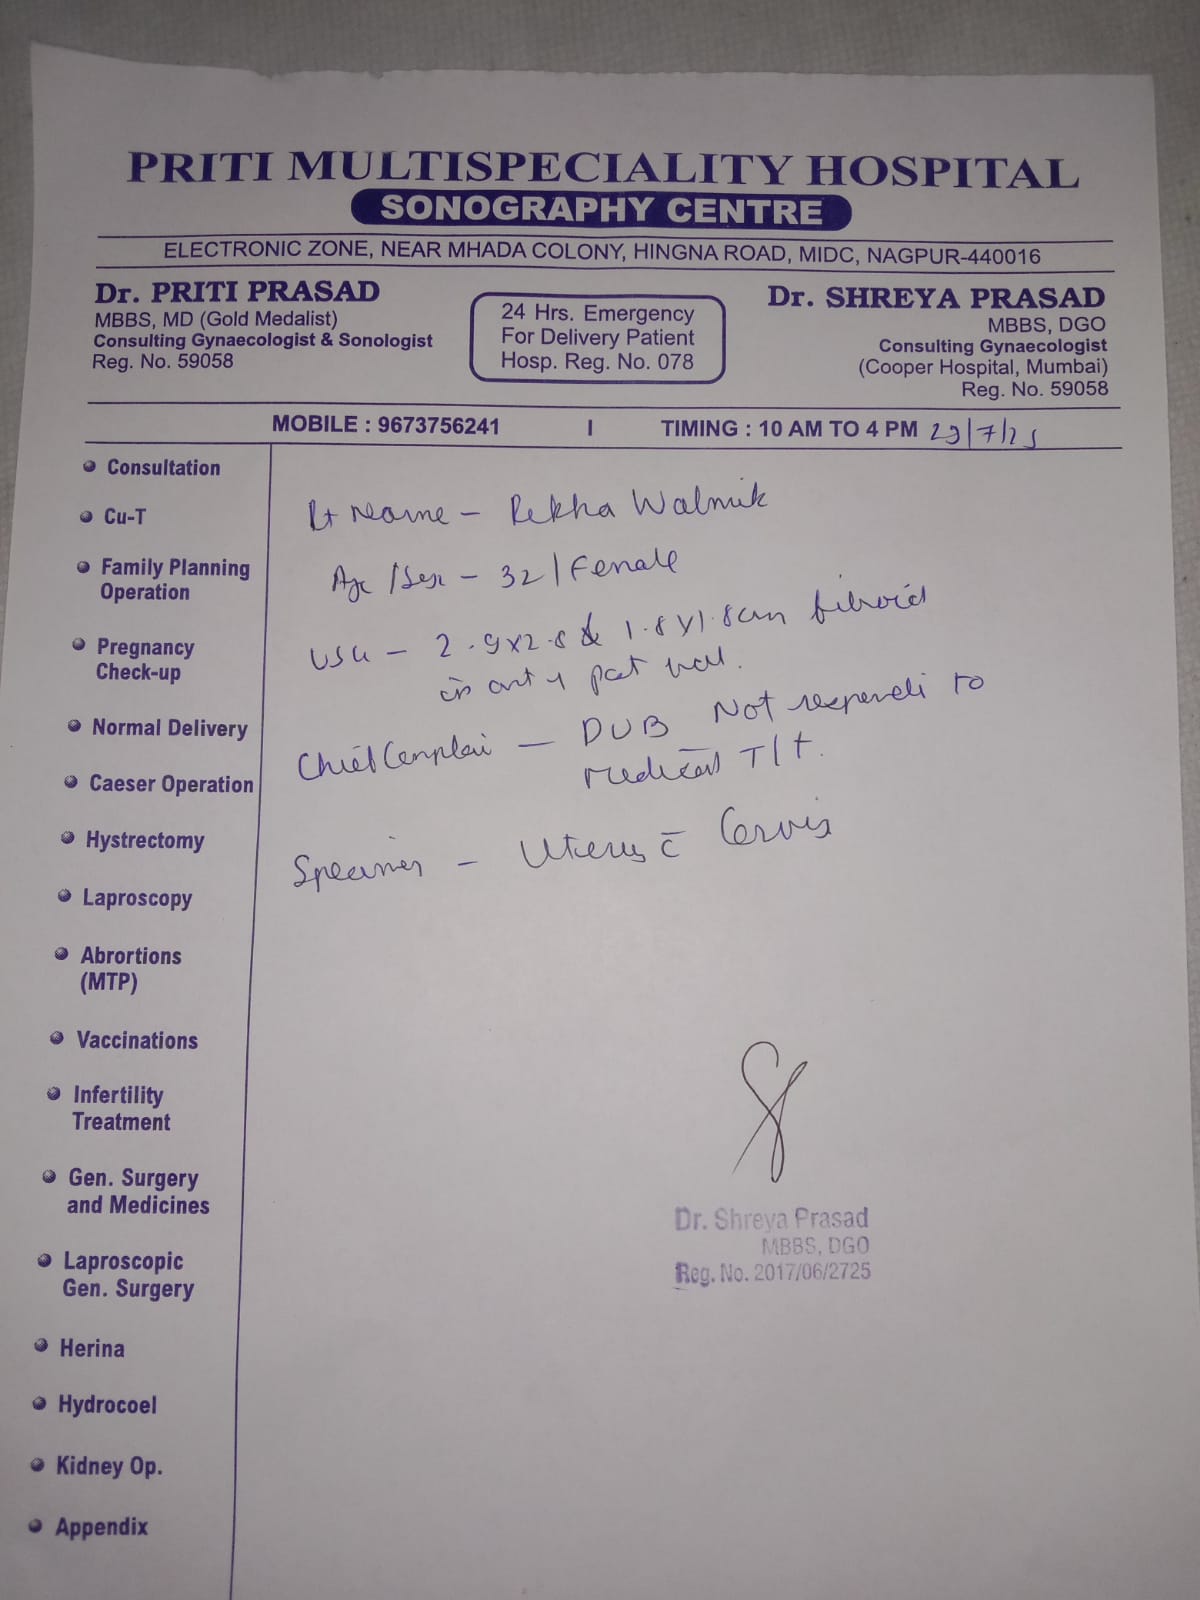 PRITI MULTISPECIALITY HOSPITAL
SONOGRAPHY CENTRE
ELECTRONIC ZONE, NEAR MHADA COLONY, HINGNA ROAD, MIDC, NAGPUR-440016
Dr. PRITI PRASAD
MBBS, MD (Gold Medalist)
Consulting Gynaecologist & Sonologist
Reg. No. 59058
24 Hrs. Emergency
For Delivery Patient
Hosp. Reg. No. 078
Dr. SHREYA PRASAD
MBBS, DGO
Consulting Gynaecologist
(Cooper Hospital, Mumbai)
Reg. No. 59058
MOBILE : 9673756241 I TIMING : 10 AM TO 4 PM 29/7/25
Consultation
Cu-T
Family Planning
Operation
Pregnancy
Check-up
Normal Delivery
Caeser Operation
Hystrectomy
Laproscopy
Abrortions
(MTP)
Vaccinations
Infertility
Treatment
Gen. Surgery
and Medicines
Laproscopic
Gen. Surgery
Herina
Hydrocoel
Kidney Op.
Appendix
Pt Name - Rekha Walmik
Age/Sex - 32/Female
USG - 2.9x2.8 & 1.8x1.8cm fibroid
in ant & post wall.
Chief - DUB Not to
Medical T/t.
Specimen - Uterus c̄ Cervix
Dr. Shreya Prasad
MBBS, DGO
Reg. No. 2017/06/2725